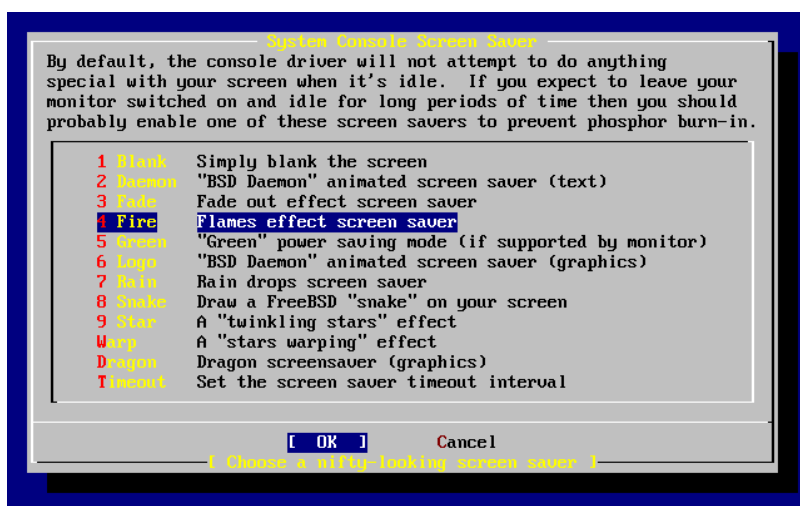 System Console Screen Saver
By default, the console driver will not attempt to do anything
special with your screen when it's idle.  If you expect to leave your
monitor switched on and idle for long periods of time then you should
probably enable one of these screen savers to prevent phosphor burn-in.
1 Blank   Simply blank the screen
2 Daemon  "BSD Daemon" animated screen saver (text)
3 Fade    Fade out effect screen saver
4 Fire    Flames effect screen saver
5 Green   "Green" power saving mode (if supported by monitor)
6 Logo    "BSD Daemon" animated screen saver (graphics)
7 Rain    Rain drops screen saver
8 Snake   Draw a FreeBSD "snake" on your screen
9 Star    A "twinkling stars" effect
Warp      A "stars warping" effect
Dragon    Dragon screensaver (graphics)
Timeout   Set the screen saver timeout interval
[  OK  ]       Cancel
[ Choose a nifty-looking screen saver ]